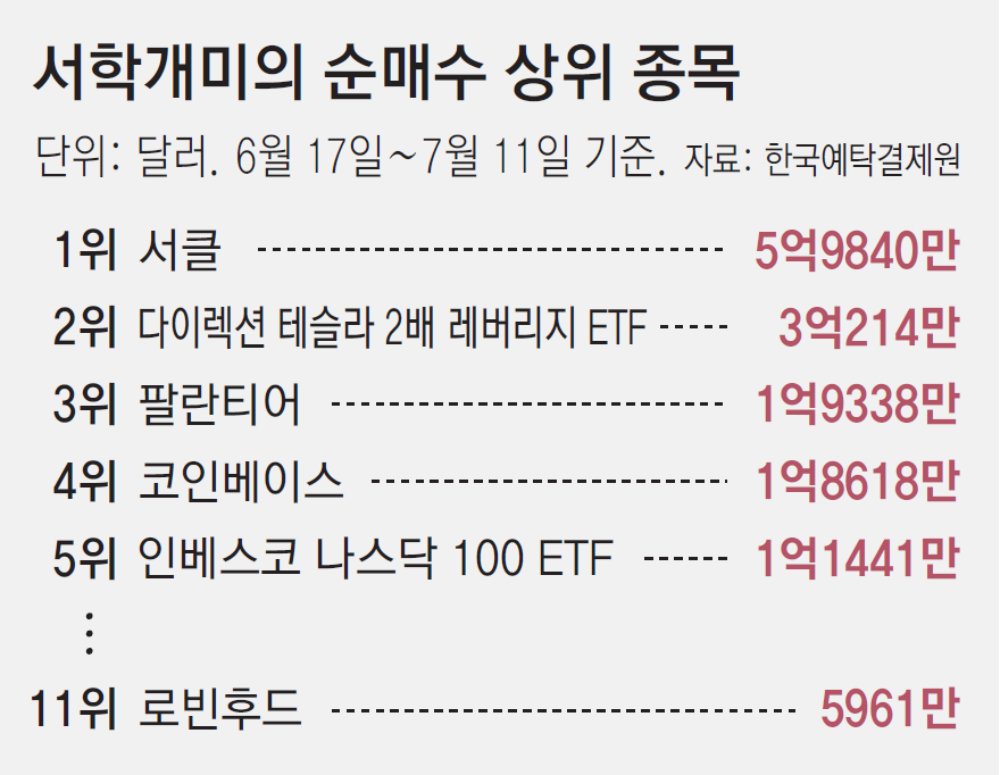 서학개미의 순매수 상위 종목
단위: 달러. 6월 17일~7월 11일 기준. 자료: 한국예탁결제원
1위 서클 5억9840만
2위 다이렉션 테슬라 2배 레버리지 ETF 3억214만
3위 팔란티어 1억9338만
4위 코인베이스 1억8618만
5위 인베스코 나스닥 100 ETF 1억1441만
⋮
11위 로빈후드 5961만